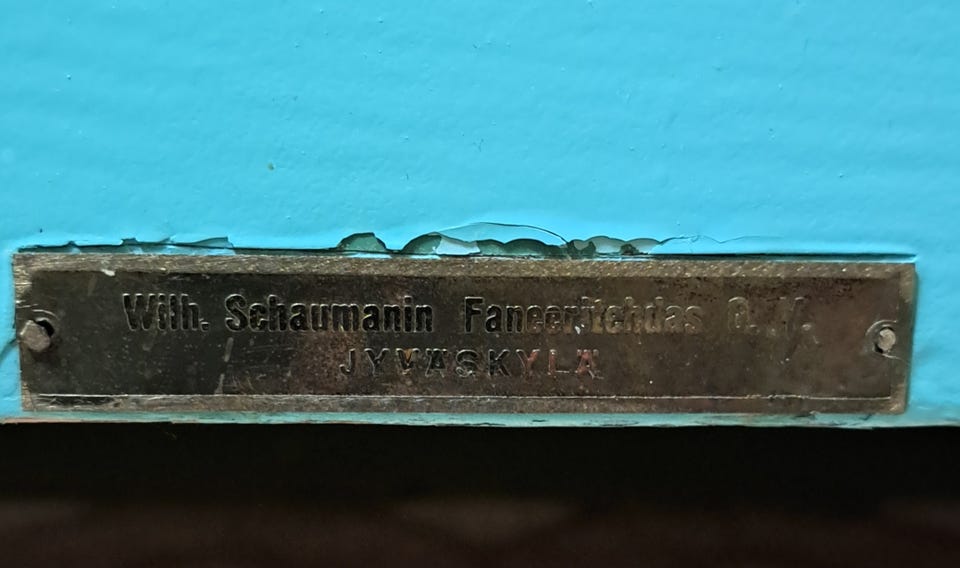 Wilh. Schaumanin Faneeritehdas O. Y.
JYVÄSKYLÄ